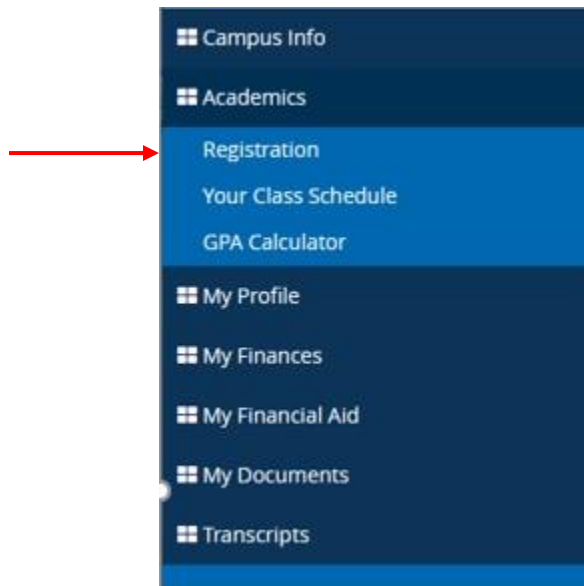 Campus Info
Academics
Registration
Your Class Schedule
GPA Calculator
My Profile
My Finances
My Financial Aid
My Documents
Transcripts